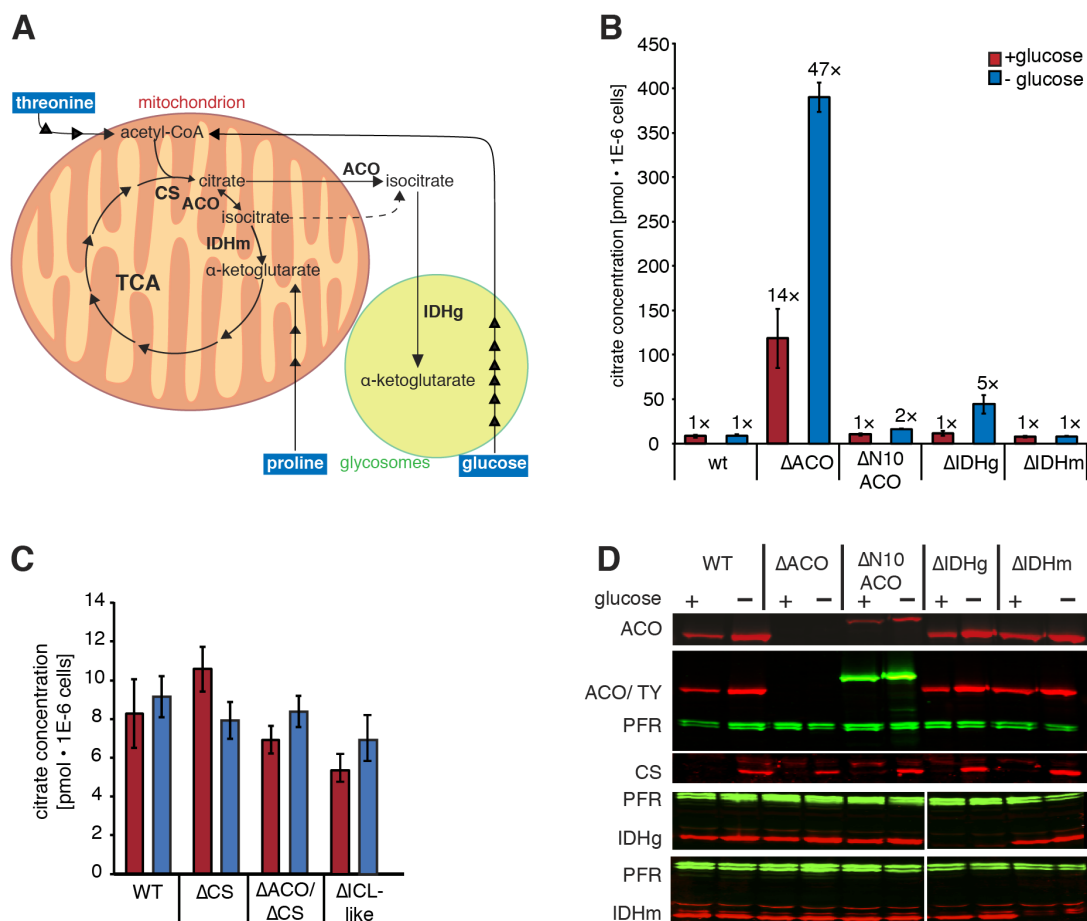 A
threonine
mitochondrion
acetyl-CoA
CS
citrate
ACO
isocitrate
ACO
isocitrate
IDHm
α-ketoglutarate
TCA
IDHg
α-ketoglutarate
proline
glycosomes
glucose
B
citrate concentration [pmol • 1E-6 cells]
450
400
350
300
250
200
150
100
50
0
+glucose
- glucose
1×
1×
14×
47×
1×
2×
1×
5×
1×
1×
wt
ΔACO
ΔN10
ACO
ΔIDHg
ΔIDHm
C
citrate concentration
[pmol • 1E-6 cells]
14
12
10
8
6
4
2
0
WT
ΔCS
ΔACO/
ΔCS
ΔICL-
like
D
WT
ΔACO
ΔN10
ACO
ΔIDHg
ΔIDHm
glucose + − + − + − + − + −
ACO
ACO/ TY
PFR
CS
PFR
IDHg
PFR
IDHm